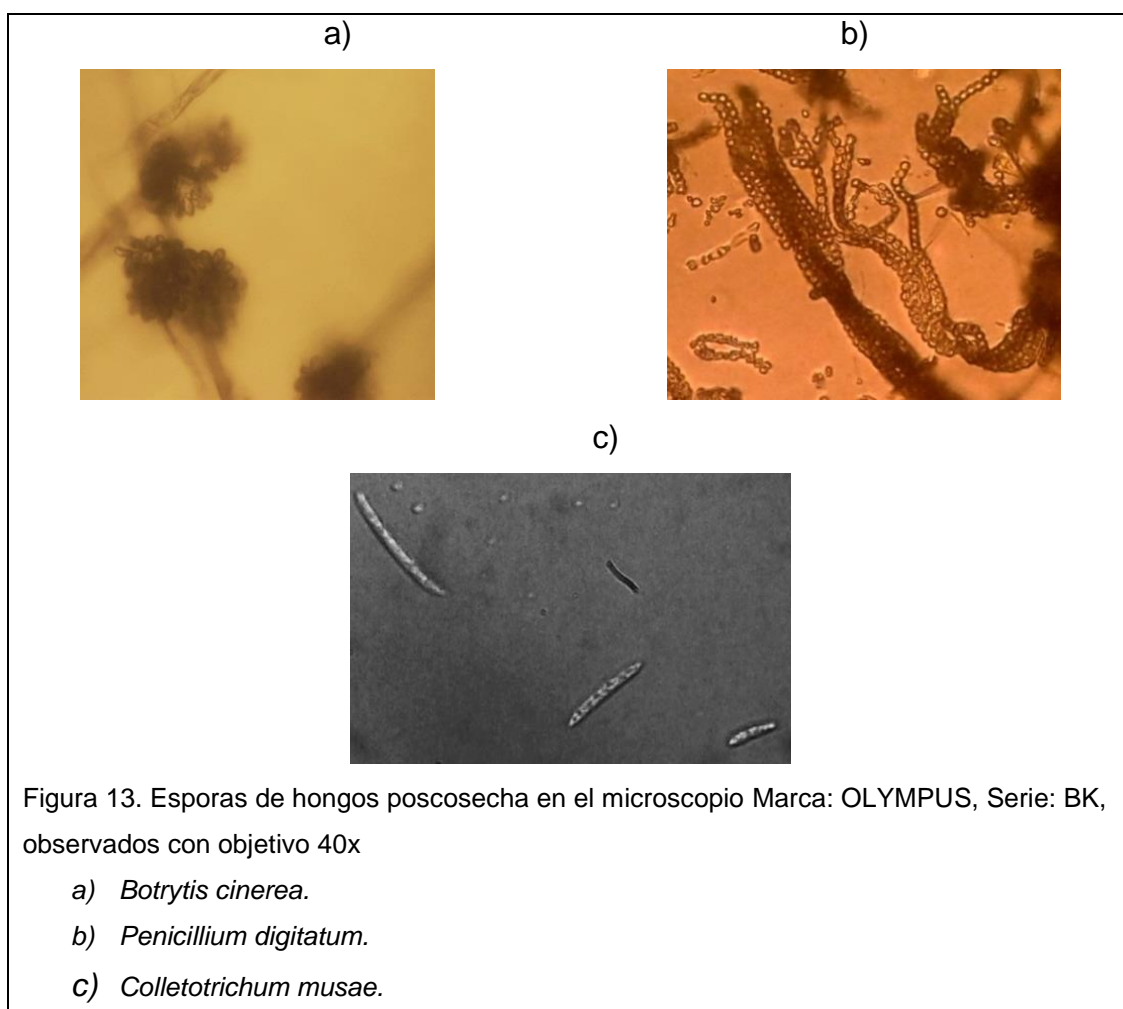 a)
b)
c)
Figura 13. Esporas de hongos poscosecha en el microscopio Marca: OLYMPUS, Serie: BK,
observados con objetivo 40x
a) Botrytis cinerea.
b) Penicillium digitatum.
c) Colletotrichum musae.